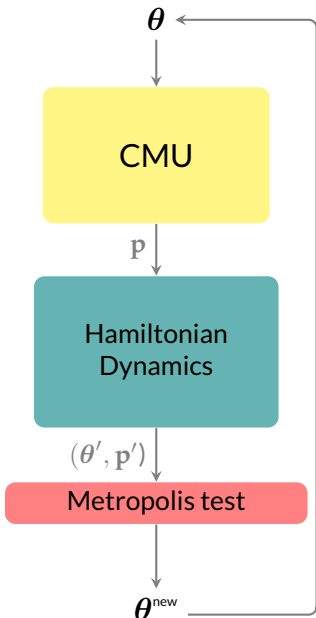 θ
CMU
p
Hamiltonian
Dynamics
(θ′, p′)
Metropolis test
θ^new